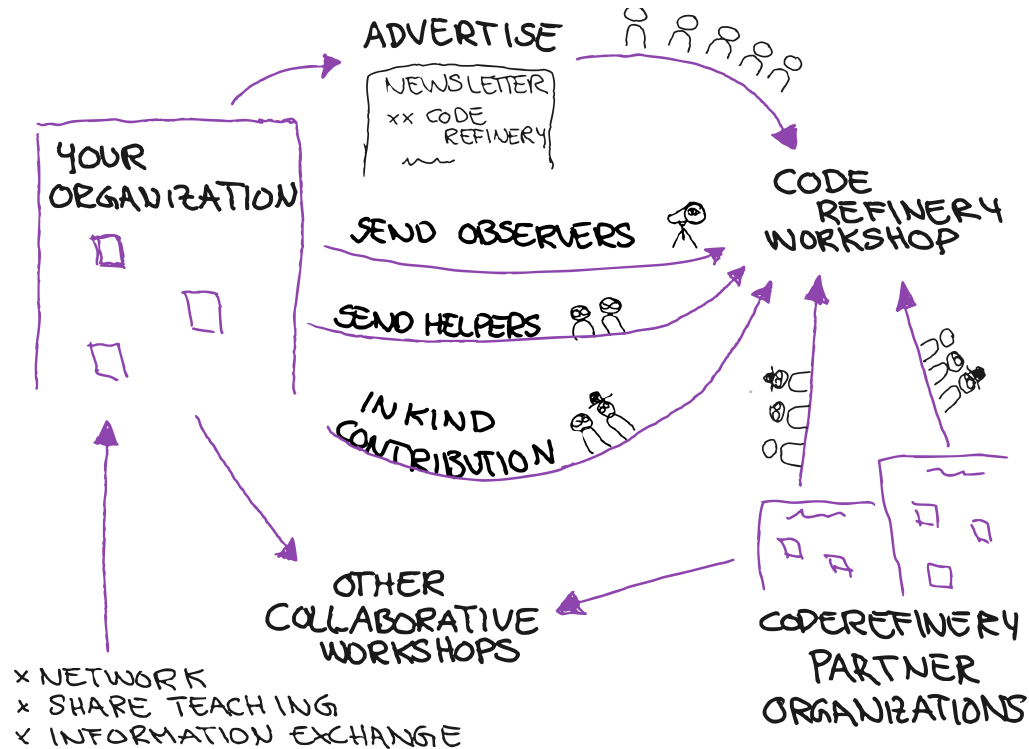 ADVERTISE
NEWSLETTER
XX CODE
REFINERY
YOUR
ORGANIZATION
CODE
REFINERY
WORKSHOP
SEND OBSERVERS
SEND HELPERS
IN KIND
CONTRIBUTION
OTHER
COLLABORATIVE
WORKSHOPS
CODEREFINERY
PARTNER
ORGANIZATIONS
x NETWORK
x SHARE TEACHING
x INFORMATION EXCHANGE